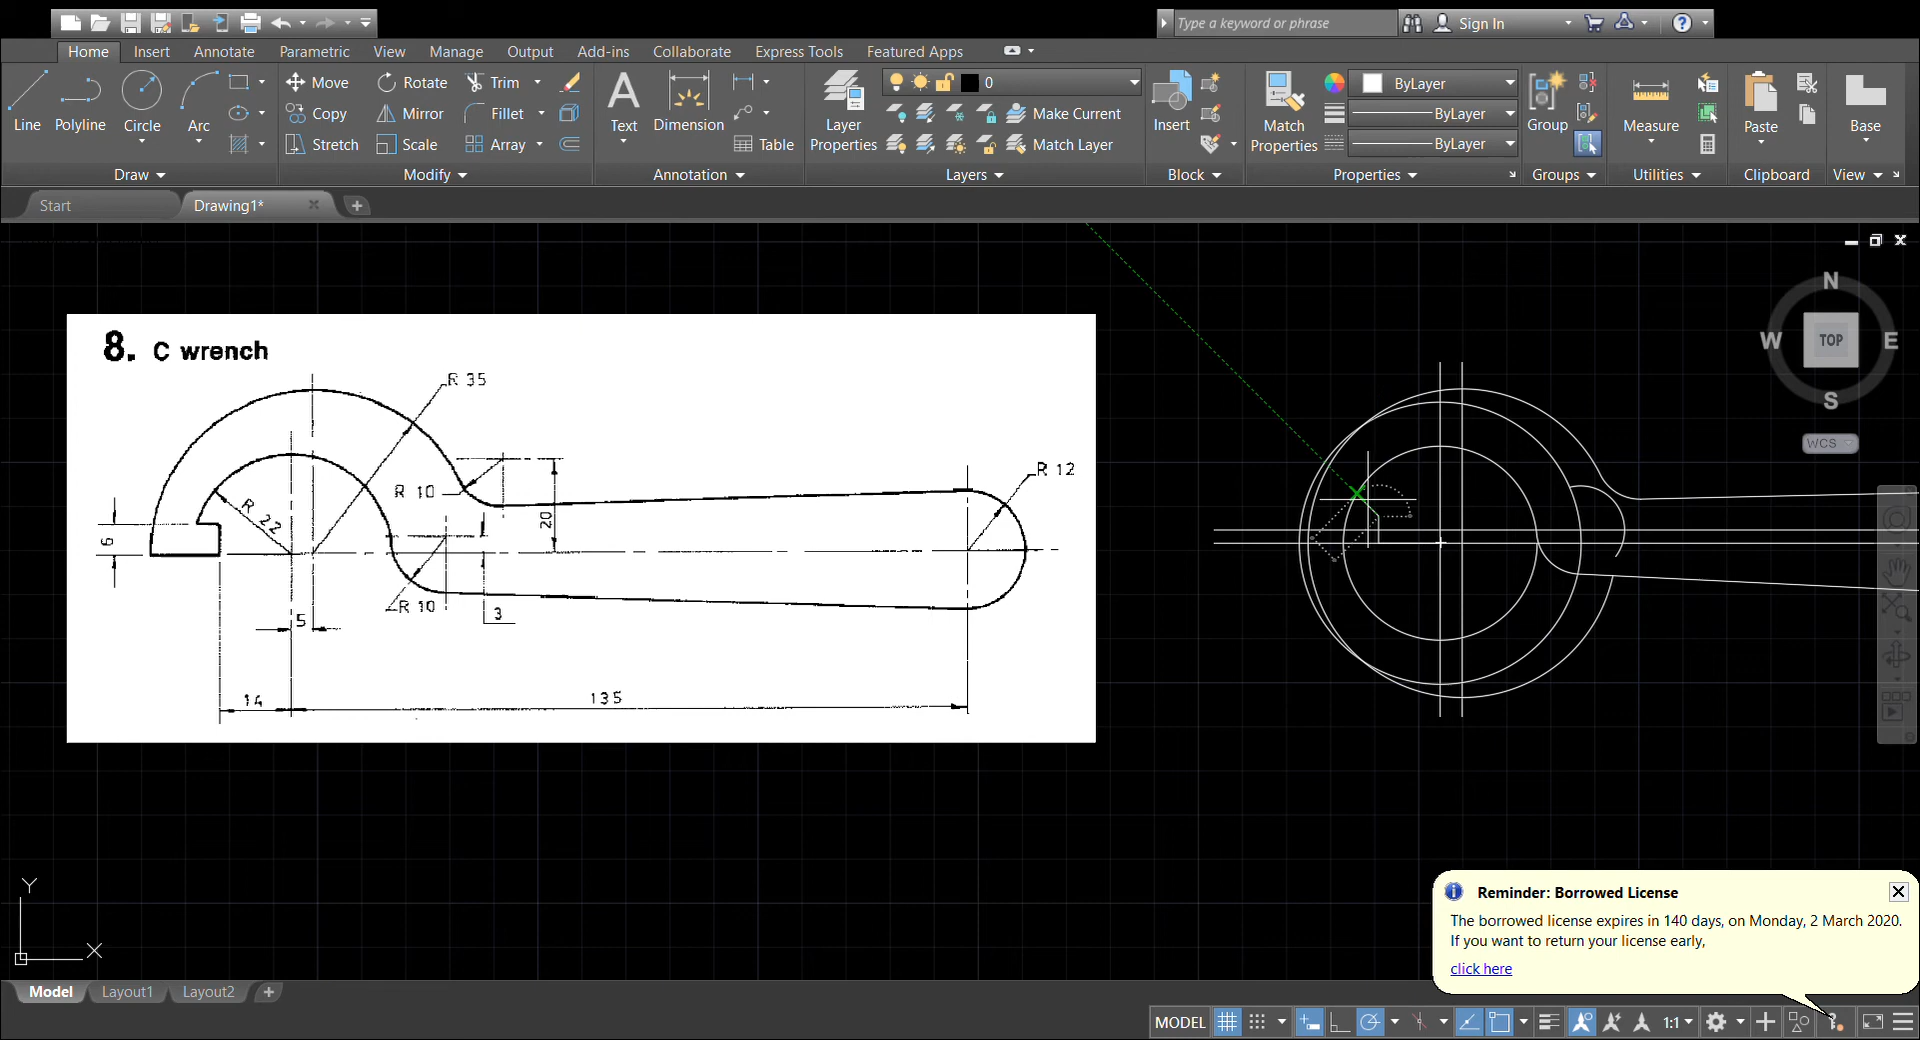 Type a keyword or phrase
Sign In
Home Insert Annotate Parametric View Manage Output Add-ins Collaborate Express Tools Featured Apps
Line Polyline Circle Arc
Move Rotate Trim
Copy Mirror Fillet
Stretch Scale Array
Text Dimension
Table
Layer Properties
0
Make Current
Match Layer
Insert
Match Properties
ByLayer
ByLayer
ByLayer
Group
Measure
Paste
Base
Draw Modify Annotation Layers Block Properties Groups Utilities Clipboard View
Start Drawing1*
8. C wrench
R 35
R 10
R 12
R 22
20
6
R 10
3
5
14
135
N
W TOP E
S
WCS
Y
X
Reminder: Borrowed License
The borrowed license expires in 140 days, on Monday, 2 March 2020.
If you want to return your license early,
click here
Model Layout1 Layout2
MODEL
1:1